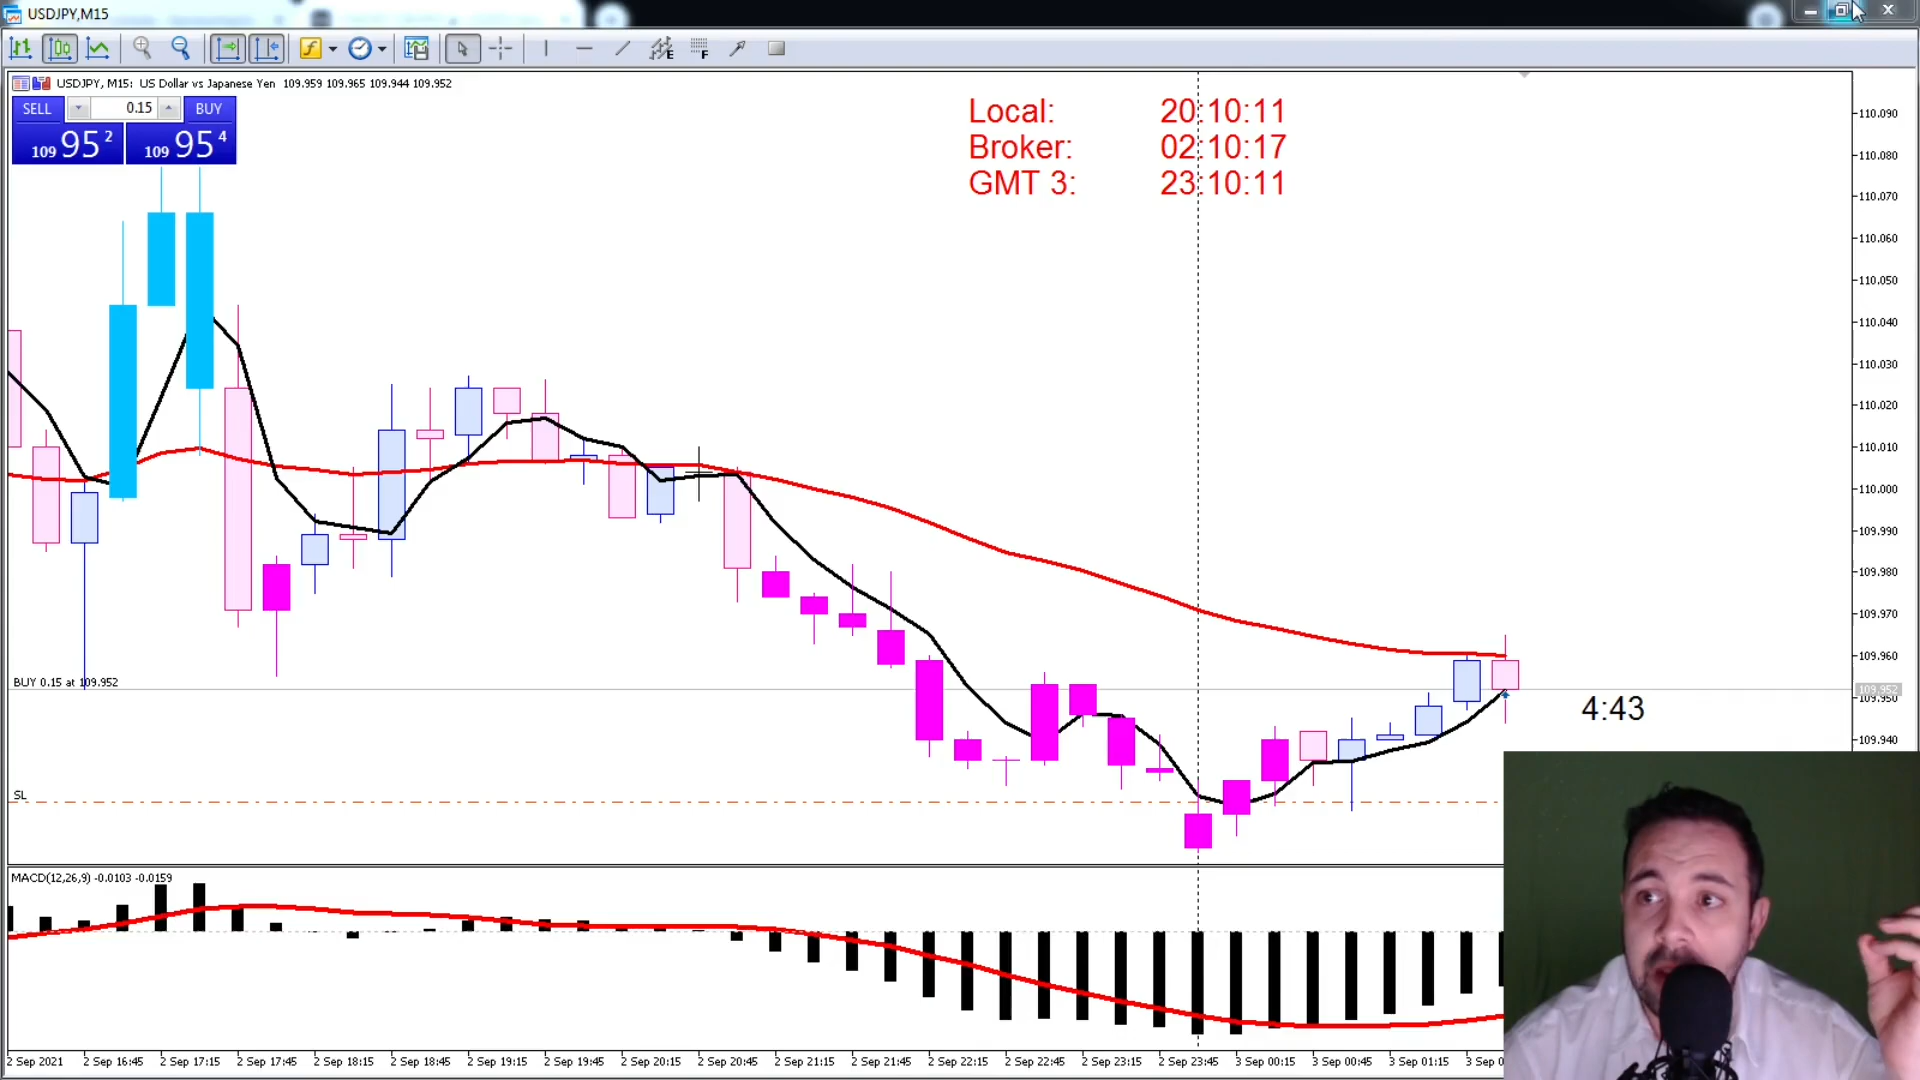 USDJPY,M15
USDJPY, M15: US Dollar vs Japanese Yen 109.959 109.965 109.944 109.952
SELL 0.15 BUY
109 95 2 109 95 4
Local: 20:10:11
Broker: 02:10:17
GMT 3: 23:10:11
110.090
110.080
110.070
110.060
110.050
110.040
110.030
110.020
110.010
110.000
109.990
109.980
109.970
109.960
BUY 0.15 at 109.952
109.952
109.950
4:43
109.940
SL
MACD(12,26,9) -0.0103 -0.0159
2 Sep 2021 2 Sep 16:45 2 Sep 17:15 2 Sep 17:45 2 Sep 18:15 2 Sep 18:45 2 Sep 19:15 2 Sep 19:45 2 Sep 20:15 2 Sep 20:45 2 Sep 21:15 2 Sep 21:45 2 Sep 22:15 2 Sep 22:45 2 Sep 23:15 2 Sep 23:45 3 Sep 00:15 3 Sep 00:45 3 Sep 01:15 3 Sep